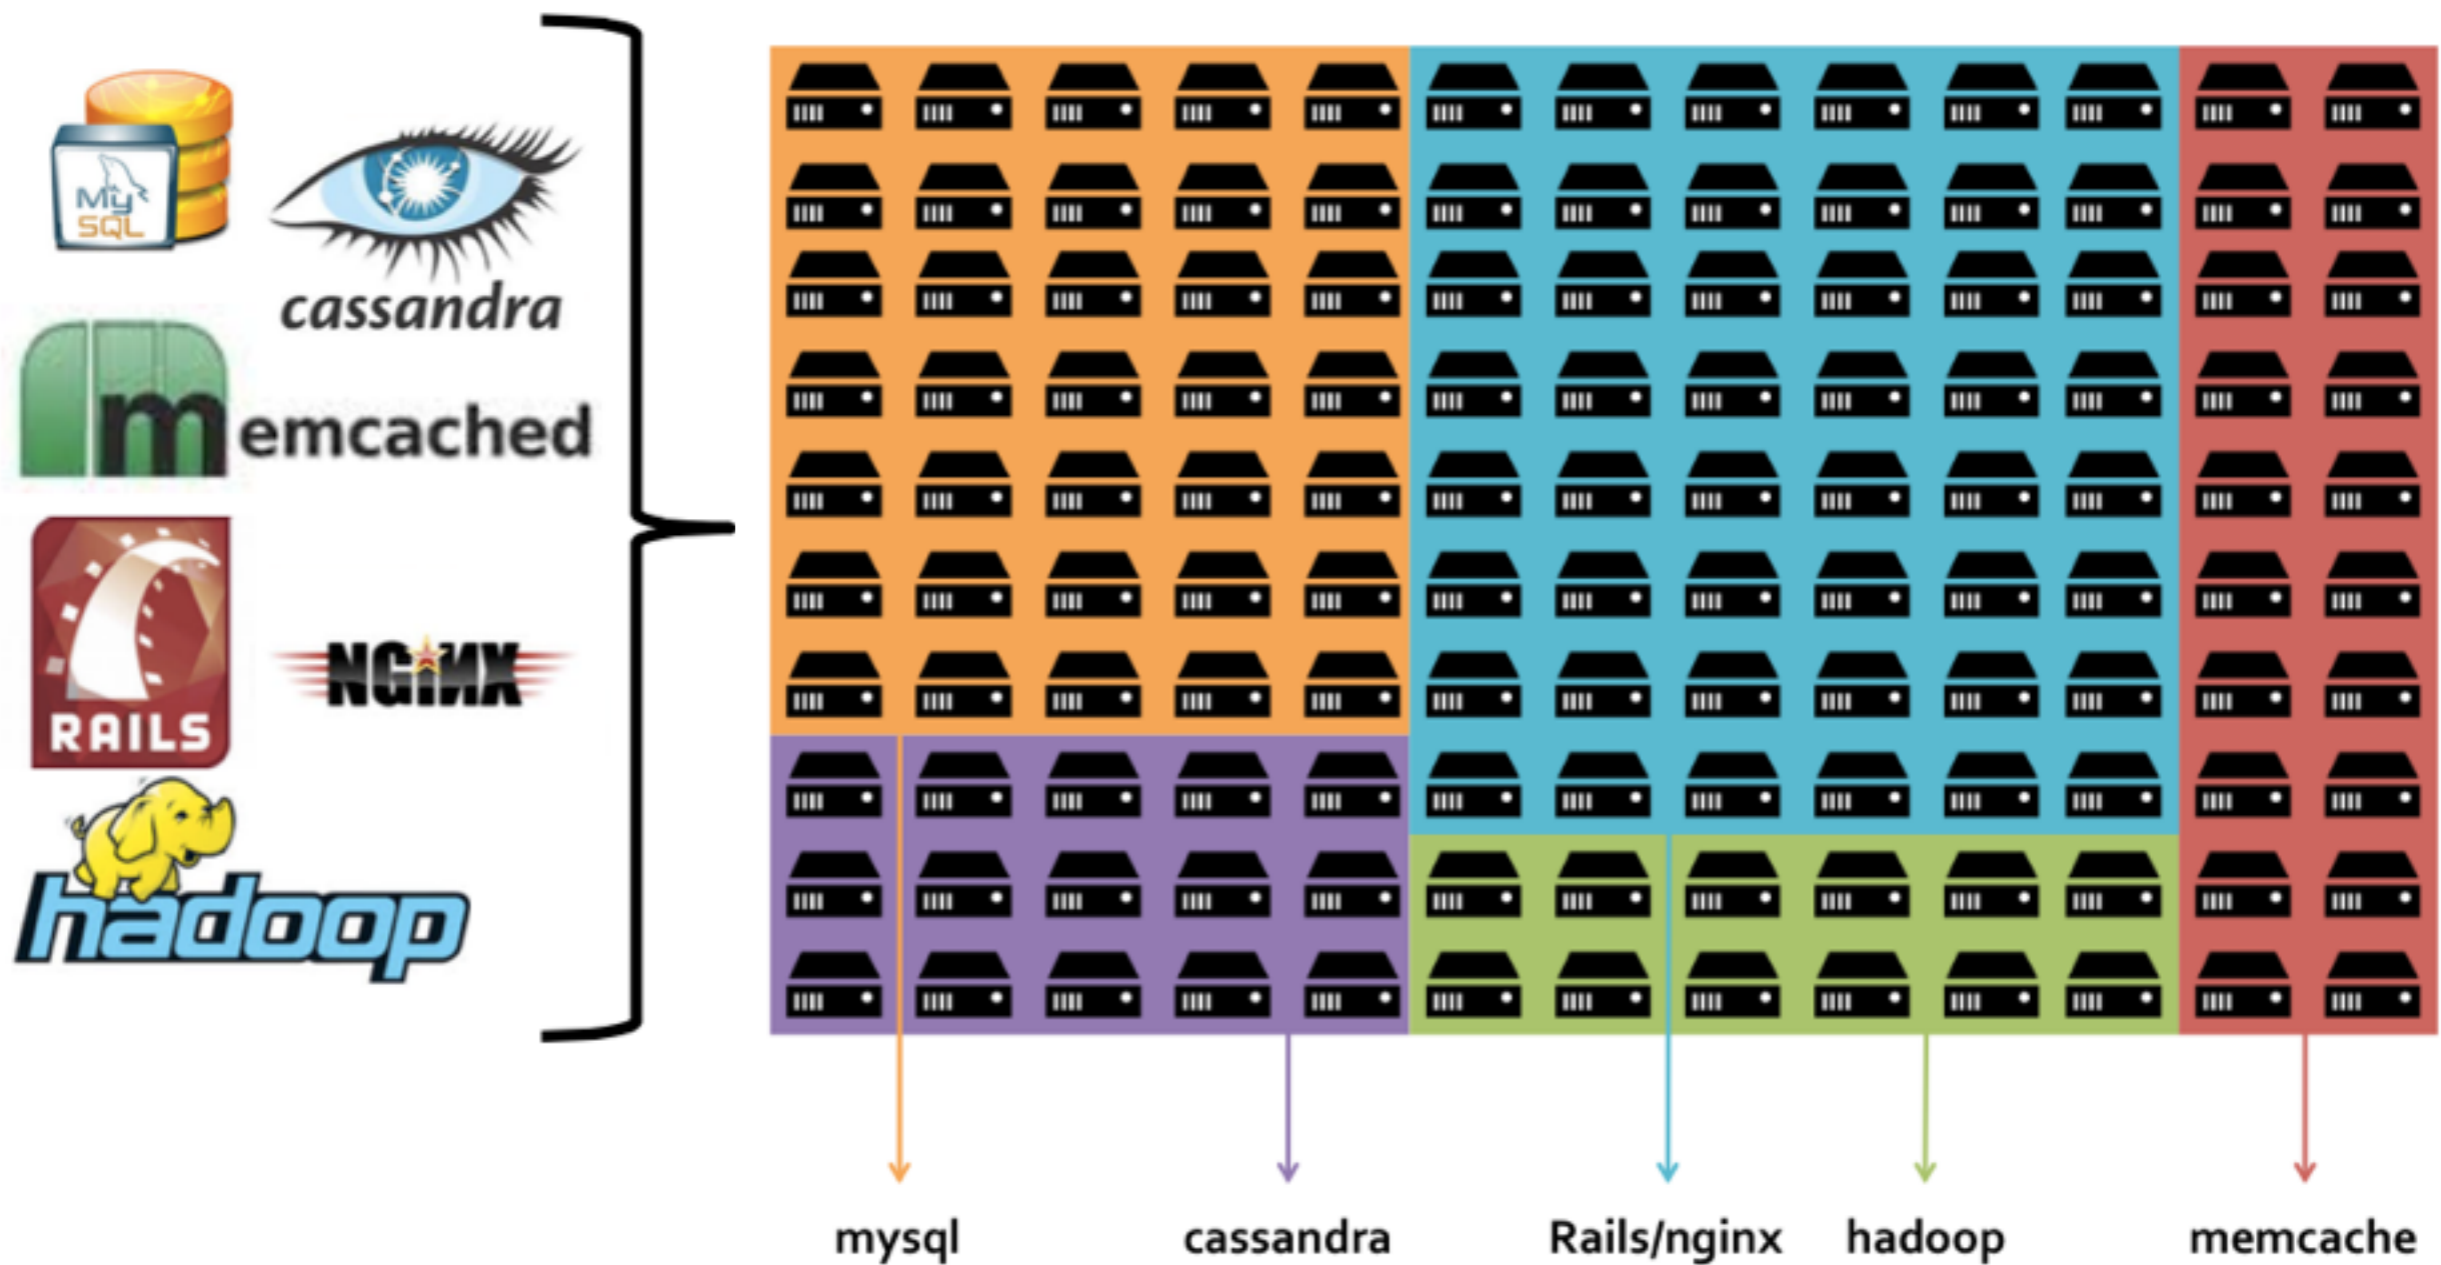 My
SQL
cassandra
memcached
RAILS
NGINX
hadoop
mysql
cassandra
Rails/nginx
hadoop
memcache